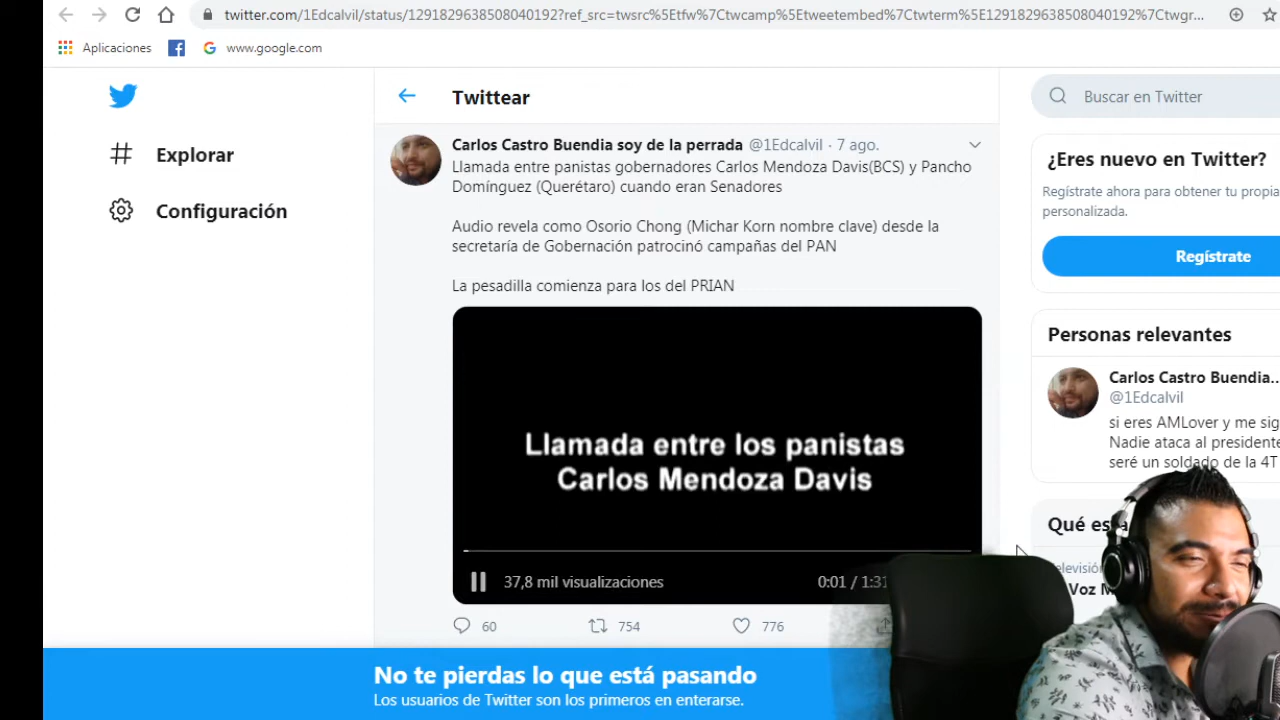 twitter.com/1Edcalvil/status/1291829638508040192?ref_src=twsrc%5Etfw%7Ctwcamp%5Etweetembed%7Ctwterm%5E1291829638508040192%7Ctwgr...
Aplicaciones
www.google.com
Explorar
Configuración
Twittear
Carlos Castro Buendia soy de la perrada @1Edcalvil · 7 ago.
Llamada entre panistas gobernadores Carlos Mendoza Davis(BCS) y Pancho
Domínguez (Querétaro) cuando eran Senadores
Audio revela como Osorio Chong (Michar Korn nombre clave) desde la
secretaría de Gobernación patrocinó campañas del PAN
La pesadilla comienza para los del PRIAN
Llamada entre los panistas
Carlos Mendoza Davis
37,8 mil visualizaciones
0:01 / 1:31
60
754
776
Buscar en Twitter
¿Eres nuevo en Twitter?
Regístrate ahora para obtener tu propia
personalizada.
Regístrate
Personas relevantes
Carlos Castro Buendia...
@1Edcalvil
si eres AMLover y me sig
Nadie ataca al presidente
seré un soldado de la 4T
Qué es
Voz
No te pierdas lo que está pasando
Los usuarios de Twitter son los primeros en enterarse.